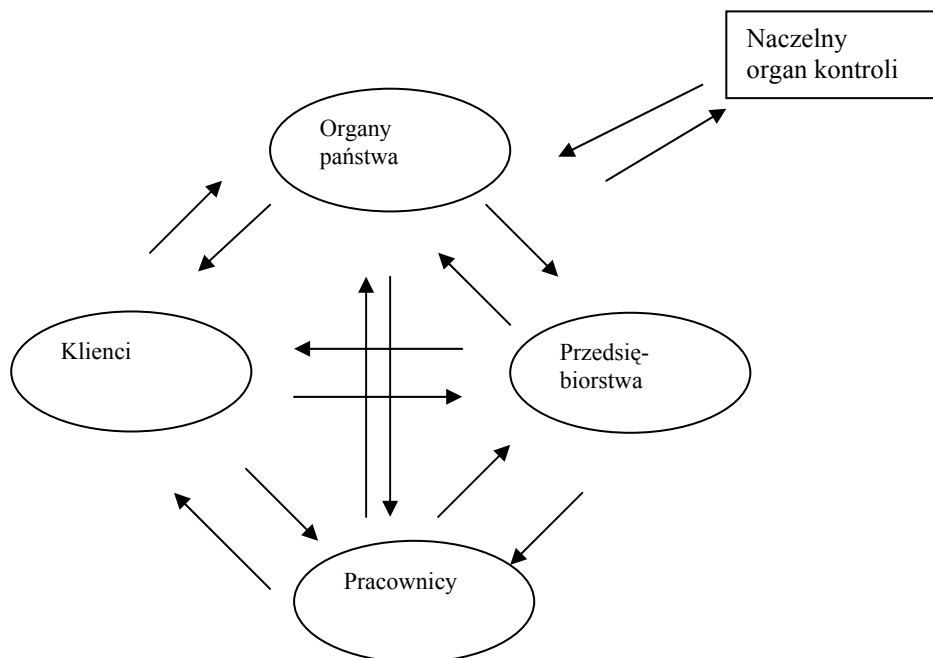 Naczelny
organ kontroli
Organy
państwa
Klienci
Przedsię-
biorstwa
Pracownicy